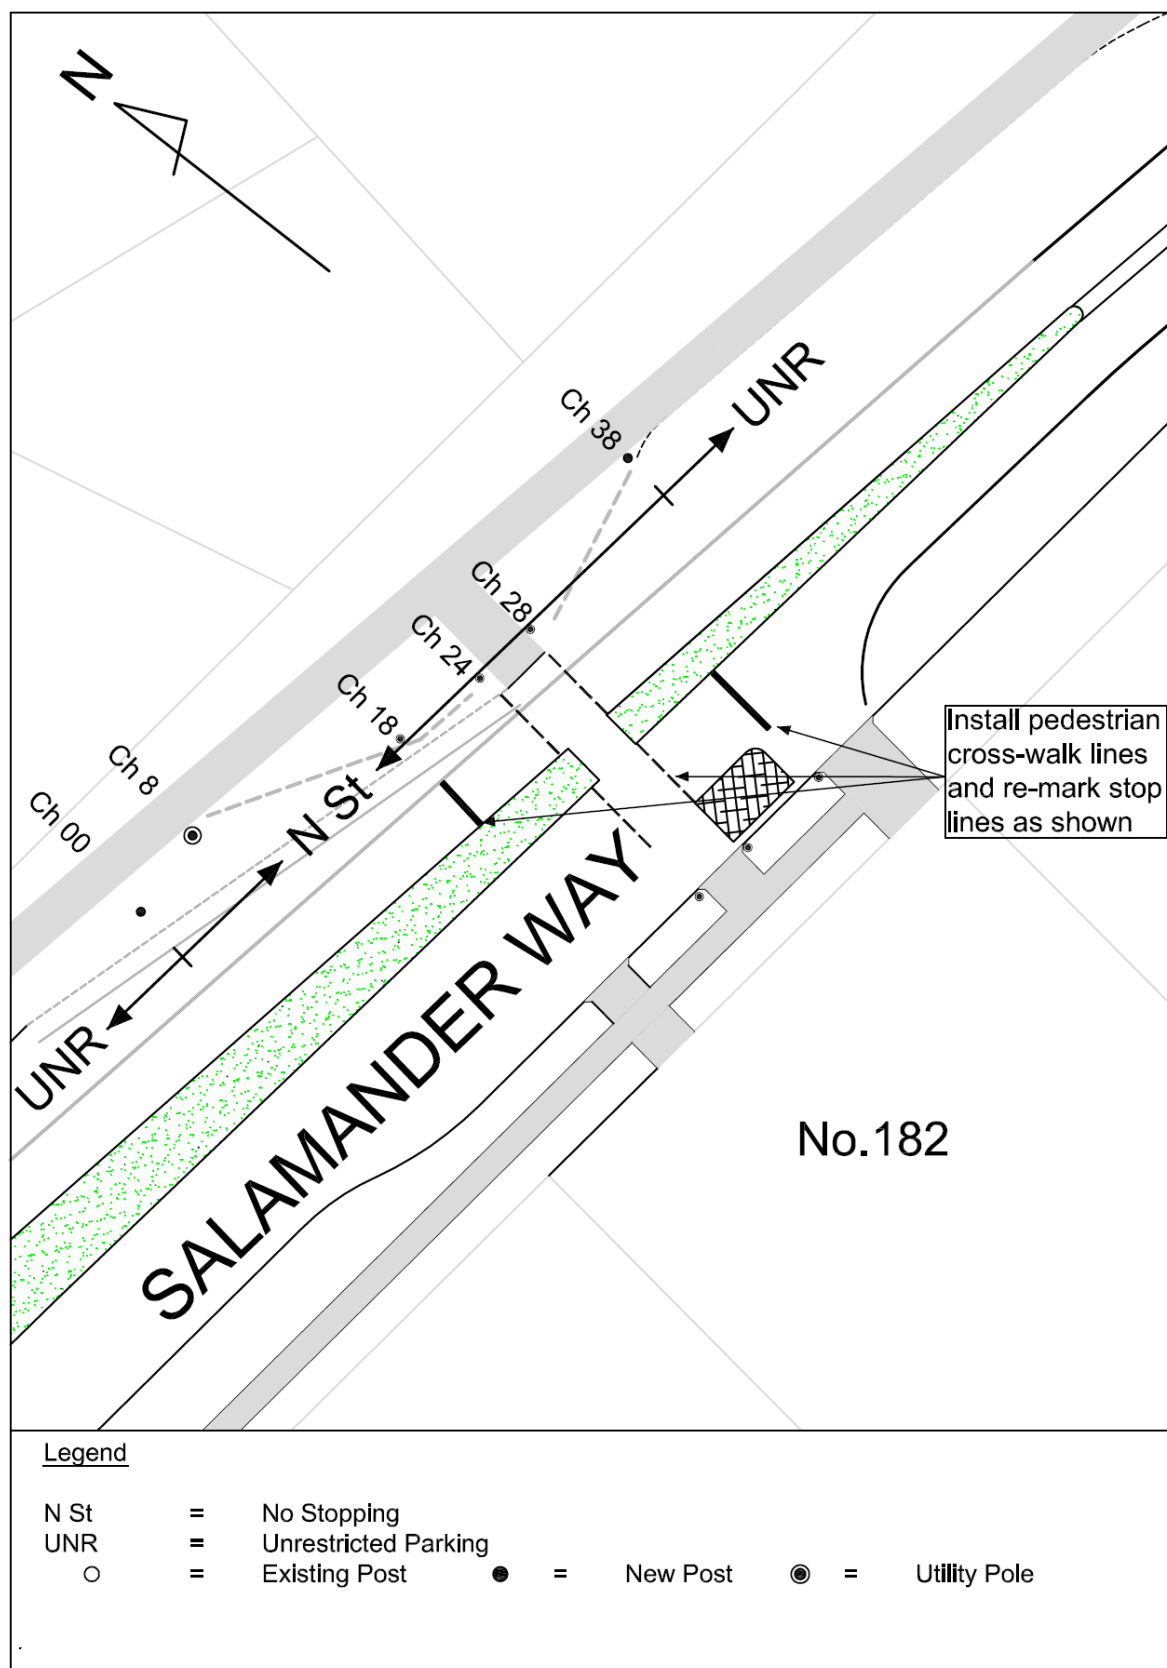 N
UNR
Ch 38
Ch 28
Ch 24
Ch 18
Ch 8
Ch 00
N St
UNR
SALAMANDER WAY
Install pedestrian
cross-walk lines
and re-mark stop
lines as shown
No.182
Legend
N St = No Stopping
UNR = Unrestricted Parking
= Existing Post = New Post = Utility Pole